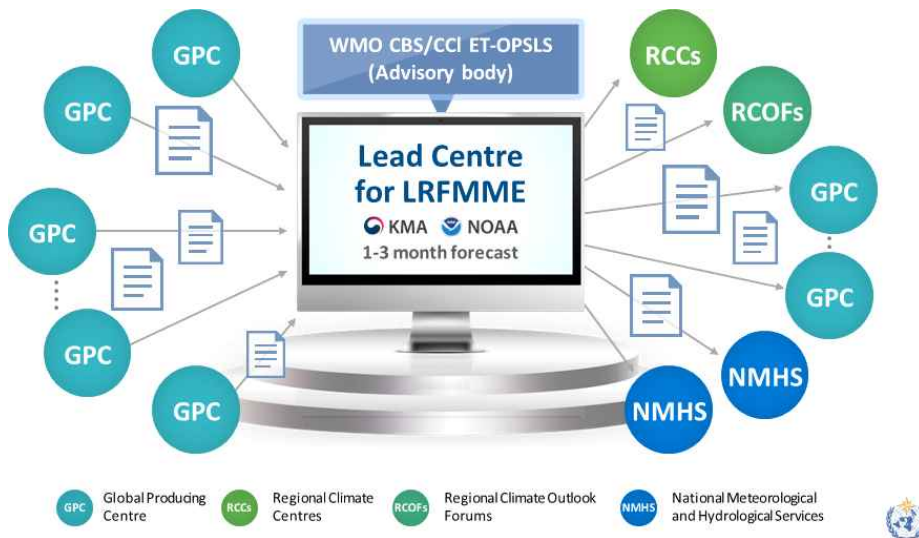 WMO CBS/CCl ET-OPSLS
(Advisory body)
GPC
GPC
GPC
GPC
GPC
Lead Centre
for LRFMME
KMA NOAA
1-3 month forecast
RCCs
RCOFs
GPC
GPC
NMHS
NMHS
GPC Global Producing
Centre
RCCs Regional Climate
Centres
RCOFs Regional Climate Outlook
Forums
NMHS National Meteorological
and Hydrological Services